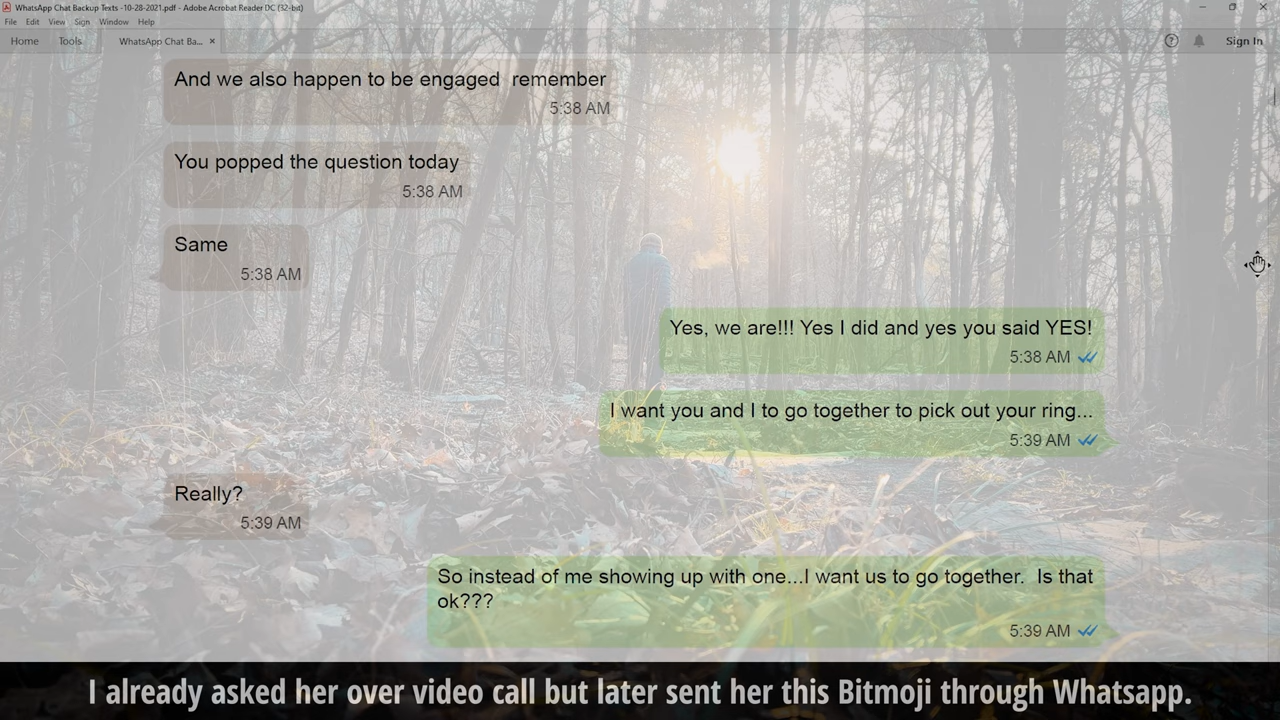 WhatsApp Chat Backup Texts -10-28-2021.pdf - Adobe Acrobat Reader DC (32-bit)
File Edit View Sign Window Help
Home Tools WhatsApp Chat Ba... × Sign In
And we also happen to be engaged  remember
5:38 AM
You popped the question today
5:38 AM
Same
5:38 AM
Yes, we are!!! Yes I did and yes you said YES!
5:38 AM
I want you and I to go together to pick out your ring...
5:39 AM
Really?
5:39 AM
So instead of me showing up with one...I want us to go together.  Is that
ok???
5:39 AM
I already asked her over video call but later sent her this Bitmoji through Whatsapp.